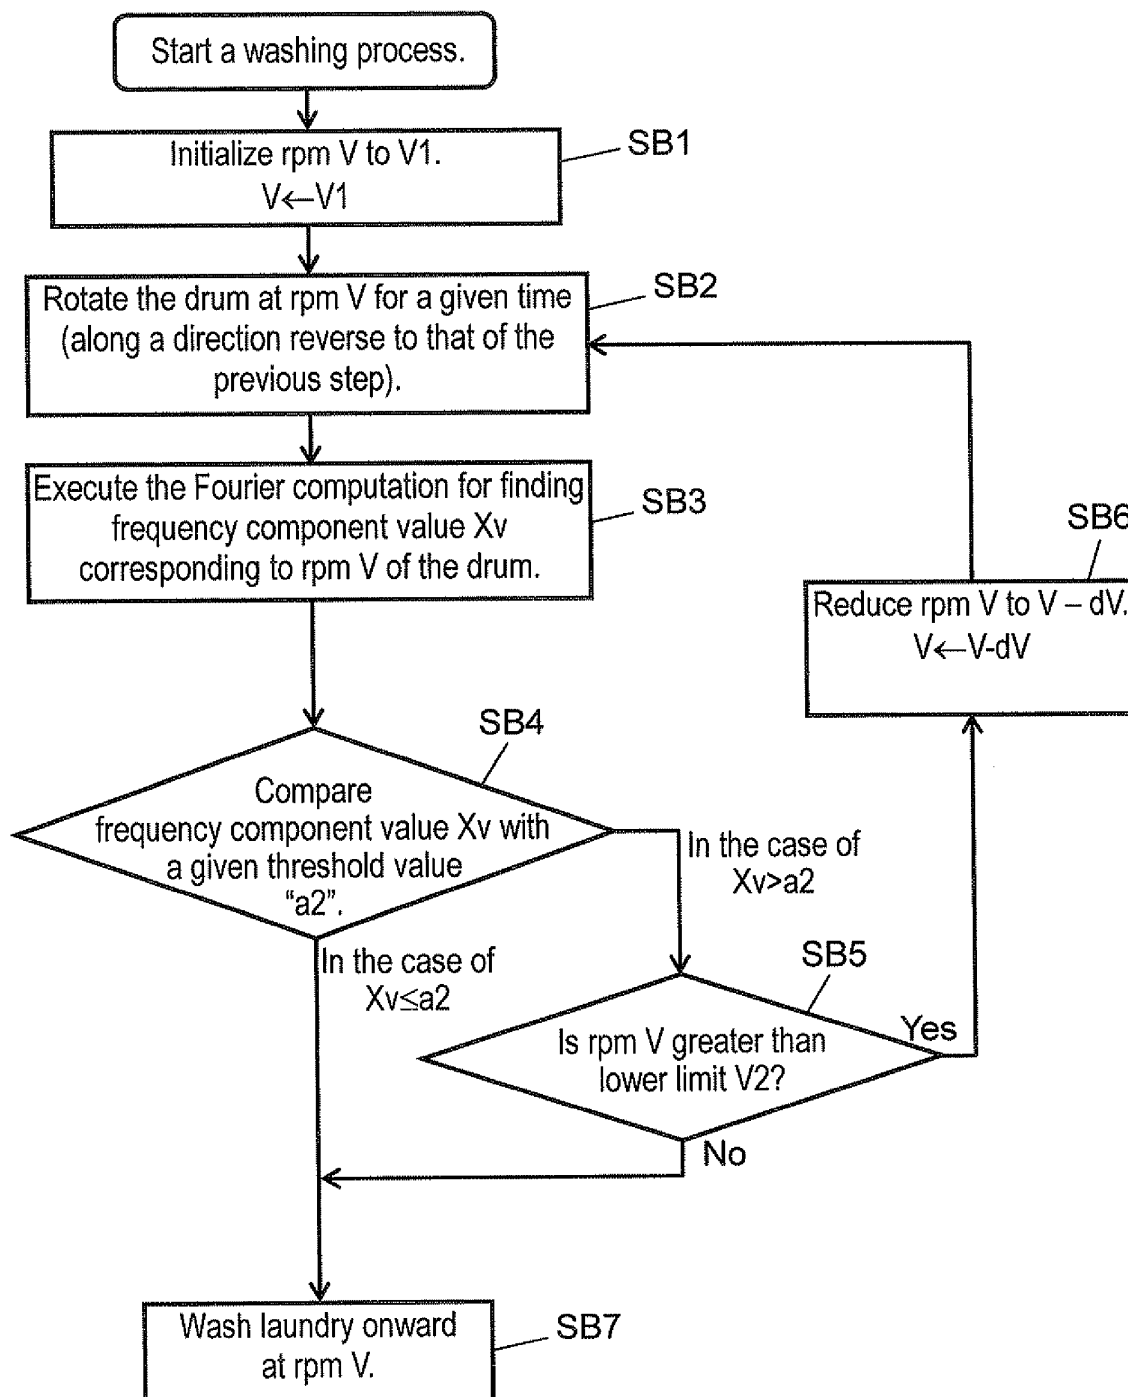 Start a washing process.
Initialize rpm V to V1.
V←V1
SB1
Rotate the drum at rpm V for a given time
(along a direction reverse to that of the
previous step).
SB2
Execute the Fourier computation for finding
frequency component value Xv
corresponding to rpm V of the drum.
SB3
SB6
Reduce rpm V to V – dV.
V←V-dV
SB4
Compare
frequency component value Xv with
a given threshold value
“a2”.
In the case of
Xv>a2
In the case of
Xv≤a2
SB5
Is rpm V greater than
lower limit V2?
Yes
No
Wash laundry onward
at rpm V.
SB7